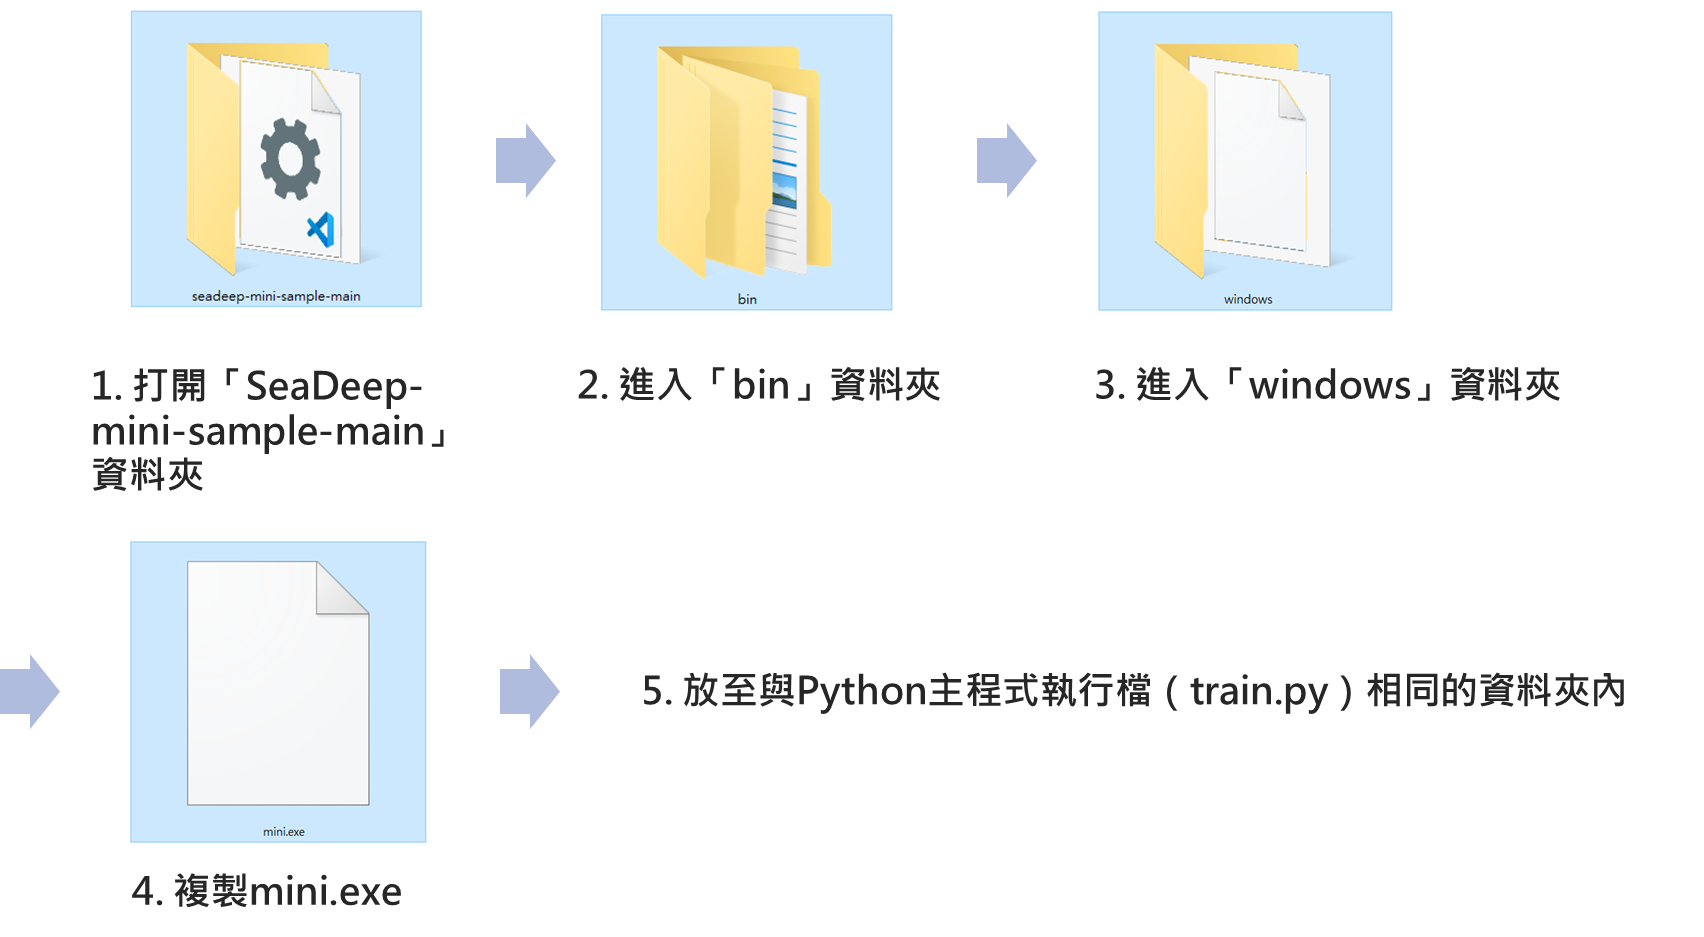 seadeep-mini-sample-main
bin
windows
1. 打開「SeaDeep-
mini-sample-main」
資料夾
2. 進入「bin」資料夾
3. 進入「windows」資料夾
mini.exe
4. 複製mini.exe
5. 放至與Python主程式執行檔（train.py）相同的資料夾內